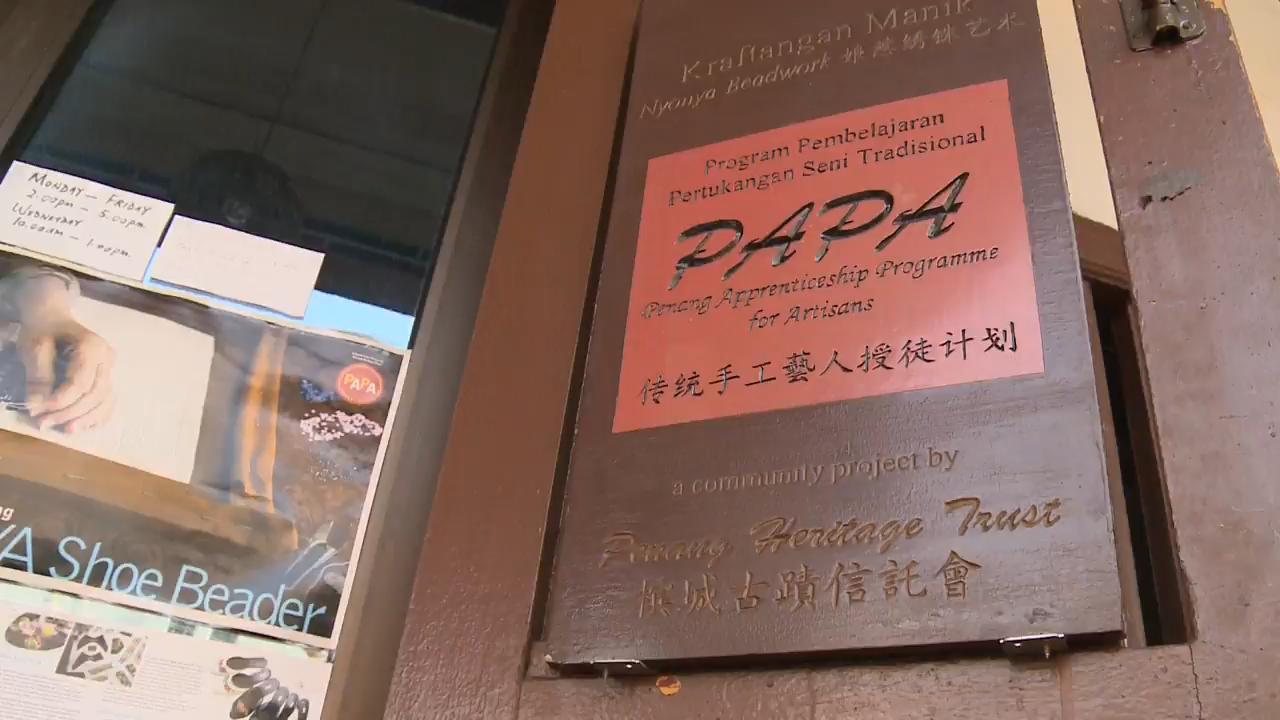 Kraftangan Manik
Nyonya Beadwork 娘惹綉珠艺术
Program Pembelajaran
Pertukangan Seni Tradisional
PAPA
Penang Apprenticeship Programme
for Artisans
传统手工藝人授徒计划
a community project by
Penang Heritage Trust
槟城古蹟信託會
MONDAY — FRIDAY
2.00pm — 5.00pm
WEDNESDAY
10.00am — 1.00pm
PAPA
A Shoe Beader